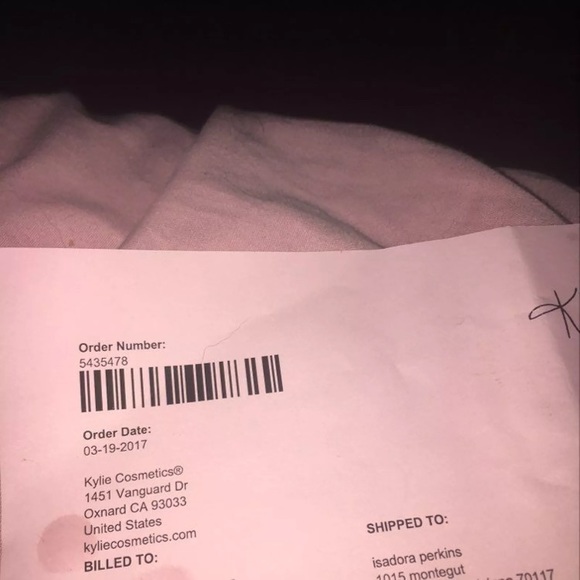 Order Number:
5435478
Order Date:
03-19-2017
Kylie Cosmetics®
1451 Vanguard Dr
Oxnard CA 93033
United States
kyliecosmetics.com
BILLED TO:
SHIPPED TO:
isadora perkins
1015 montegut
70117